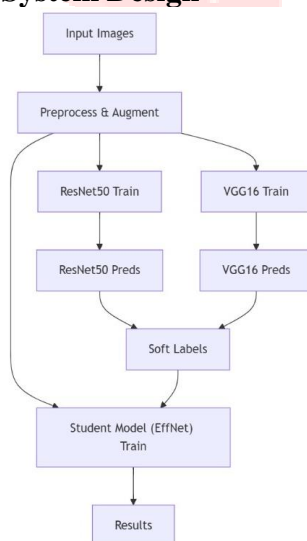 System Design
Input Images
Preprocess & Augment
ResNet50 Train
VGG16 Train
ResNet50 Preds
VGG16 Preds
Soft Labels
Student Model (EffNet)
Train
Results